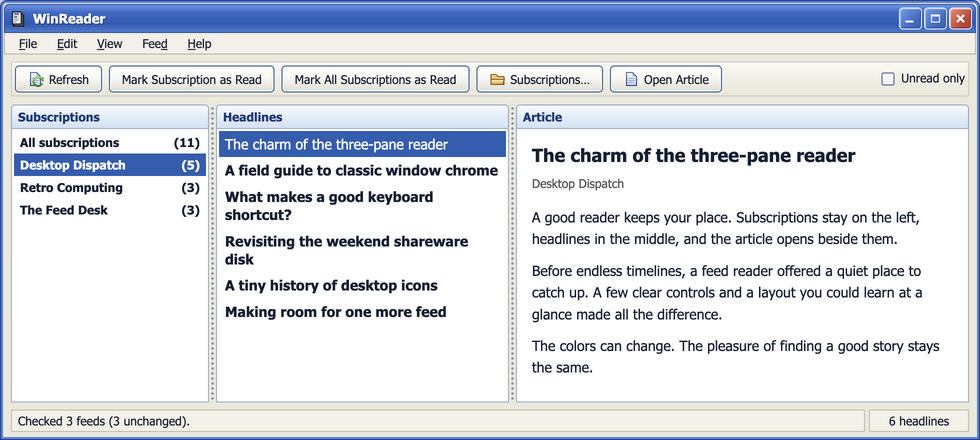 WinReader
File Edit View Feed Help
Refresh Mark Subscription as Read Mark All Subscriptions as Read Subscriptions... Open Article Unread only
Subscriptions
All subscriptions (11)
Desktop Dispatch (5)
Retro Computing (3)
The Feed Desk (3)
Headlines
The charm of the three-pane reader
A field guide to classic window chrome
What makes a good keyboard
shortcut?
Revisiting the weekend shareware
disk
A tiny history of desktop icons
Making room for one more feed
Article
The charm of the three-pane reader
Desktop Dispatch
A good reader keeps your place. Subscriptions stay on the left,
headlines in the middle, and the article opens beside them.
Before endless timelines, a feed reader offered a quiet place to
catch up. A few clear controls and a layout you could learn at a
glance made all the difference.
The colors can change. The pleasure of finding a good story stays
the same.
Checked 3 feeds (3 unchanged).
6 headlines